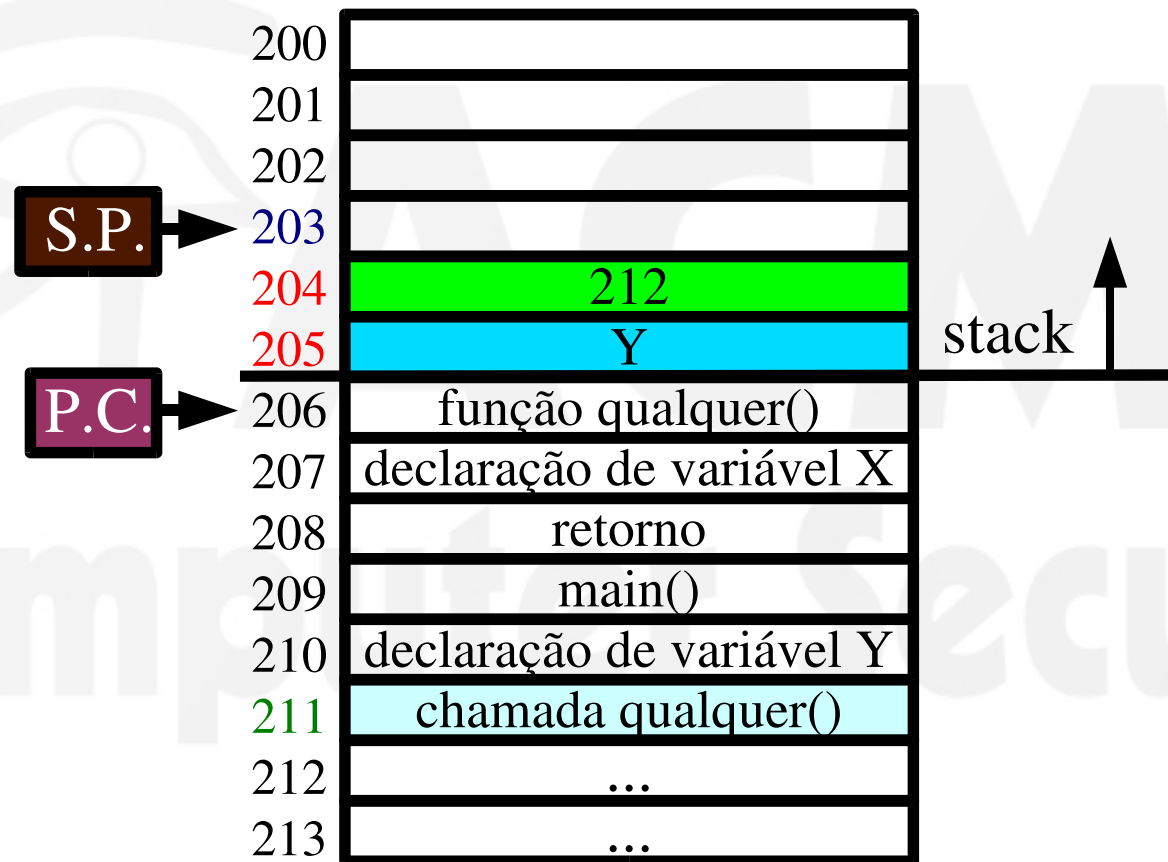 200
201
202
S.P. 203
204 212
205 Y
stack
P.C. 206 função qualquer()
207 declaração de variável X
208 retorno
209 main()
210 declaração de variável Y
211 chamada qualquer()
212 ...
213 ...